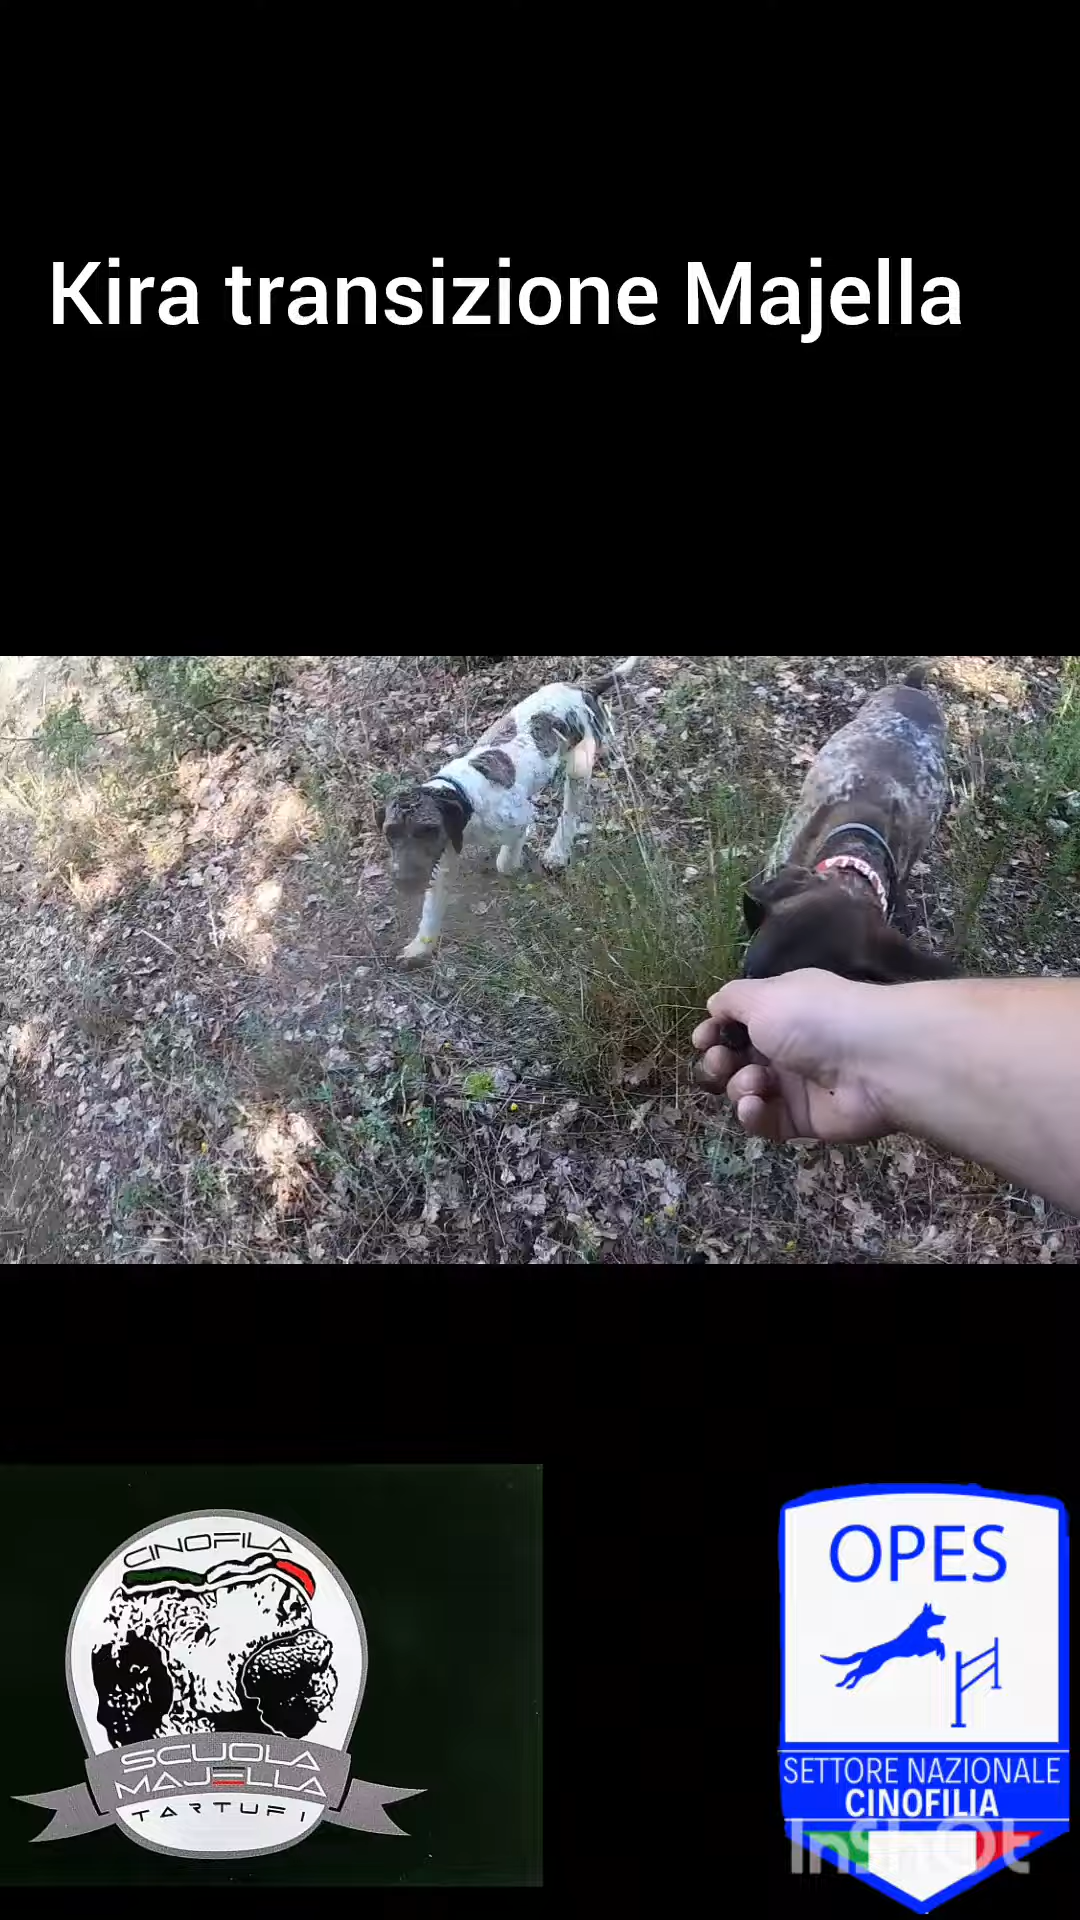 Kira transizione Majella
CINOFILA
SCUOLA
MAJELLA
TARTUFI
OPES
SETTORE NAZIONALE
CINOFILIA
InShOt